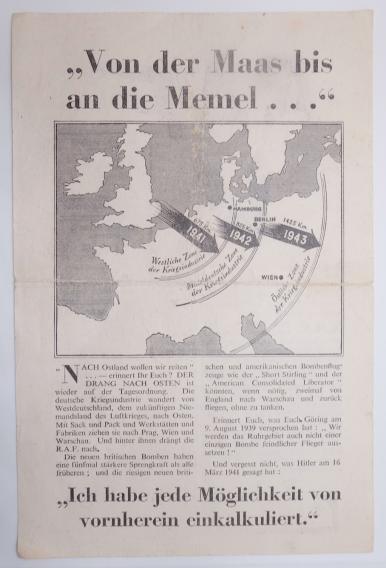 „Von der Maas bis
an die Memel . . .“
HAMBURG
BERLIN
1425 Km.
1941
1942
1943
Westliche Zone
der Kriegsindustrie
Mitteldeutsche Zone
der Kriegsindustrie
WIEN
Östliche Zone
der Kriegsindustrie
“ NACH Ostland wollen wir reiten ”
. . . — erinnert Ihr Euch ? DER
DRANG NACH OSTEN ist
wieder auf der Tagesordnung. Die
deutsche Kriegsindustrie wandert von
Westdeutschland, dem zukünftigen Nie-
mandsland des Luftkrieges, nach Osten.
Mit Sack und Pack und Werkstätten und
Fabriken ziehen sie nach Prag, Wien und
Warschau. Und hinter ihnen drängt die
R.A.F. nach.
Die neuen britischen Bomben haben
eine fünfmal stärkere Sprengkraft als alle
früheren ; und die riesigen neuen briti-
schen und amerikanischen Bombenflug-
zeuge wie der „ Short Stirling ” und der
„ American Consolidated Liberator ”
könnten, wenn nötig, zweimal von
England nach Warschau und zurück
fliegen, ohne zu tanken.
Erinnert Euch, was Euch Göring am
9. August 1939 versprochen hat : „ Wir
werden das Ruhrgebiet auch nicht einer
einzigen Bombe feindlicher Flieger aus-
setzen ! ”
Und vergesst nicht, was Hitler am 16
März 1941 gesagt hat :
„Ich habe jede Möglichkeit von
vornherein einkalkuliert.“